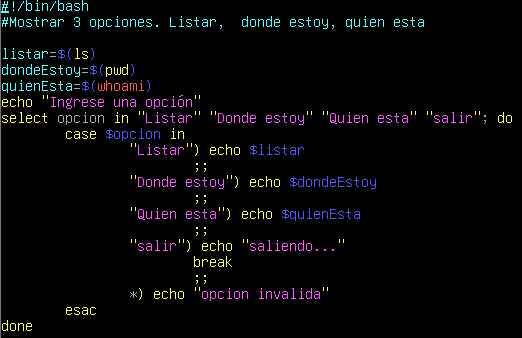 #!/bin/bash
#Mostrar 3 opciones. Listar,  donde estoy, quien esta

listar=$(ls)
dondeEstoy=$(pwd)
quienEsta=$(whoami)
echo "Ingrese una opción"
select opcion in "Listar" "Donde estoy" "Quien esta" "salir"; do
        case $opcion in
                "Listar") echo $listar
                        ;;
                "Donde estoy") echo $dondeEstoy
                        ;;
                "Quien esta") echo $quienEsta
                        ;;
                "salir") echo "saliendo..."
                        break
                        ;;
                *) echo "opcion invalida"
        esac
done